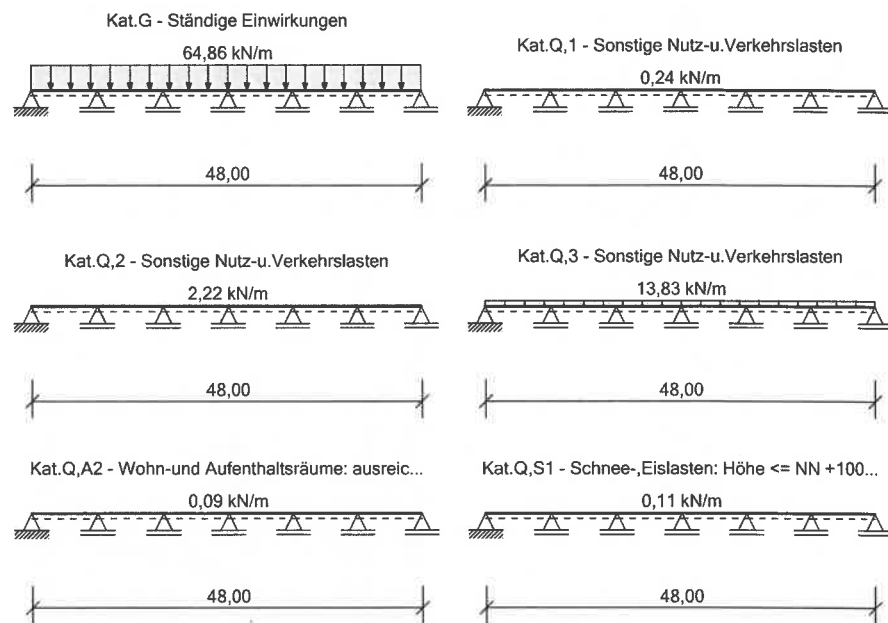 Kat.G - Ständige Einwirkungen
64,86 kN/m
48,00
Kat.Q,1 - Sonstige Nutz-u.Verkehrslasten
0,24 kN/m
48,00
Kat.Q,2 - Sonstige Nutz-u.Verkehrslasten
2,22 kN/m
48,00
Kat.Q,3 - Sonstige Nutz-u.Verkehrslasten
13,83 kN/m
48,00
Kat.Q,A2 - Wohn-und Aufenthaltsräume: ausreic...
0,09 kN/m
48,00
Kat.Q,S1 - Schnee-,Eislasten: Höhe <= NN +100...
0,11 kN/m
48,00